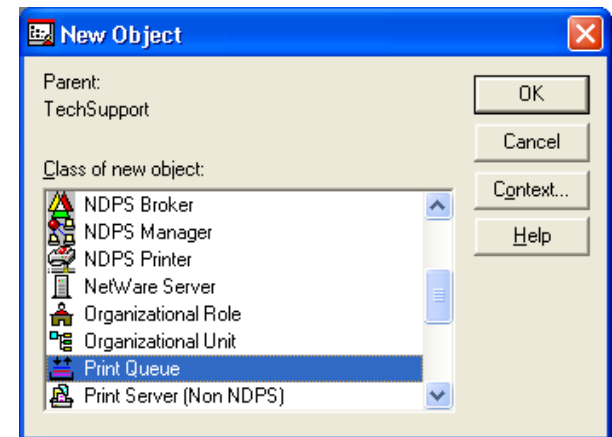 New Object
Parent:
TechSupport
Class of new object:
NDPS Broker
NDPS Manager
NDPS Printer
NetWare Server
Organizational Role
Organizational Unit
Print Queue
Print Server (Non NDPS)
OK
Cancel
Context...
Help